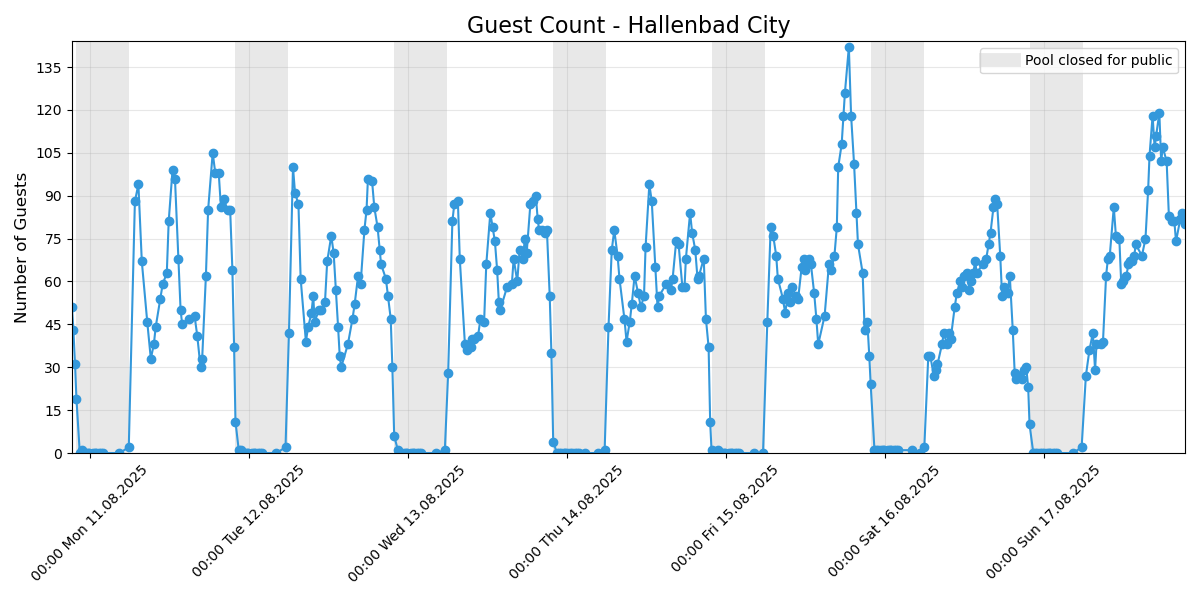 Guest Count - Hallenbad City
Pool closed for public
Number of Guests
135
120
105
90
75
60
45
30
15
0
00:00 Mon 11.08.2025
00:00 Tue 12.08.2025
00:00 Wed 13.08.2025
00:00 Thu 14.08.2025
00:00 Fri 15.08.2025
00:00 Sat 16.08.2025
00:00 Sun 17.08.2025